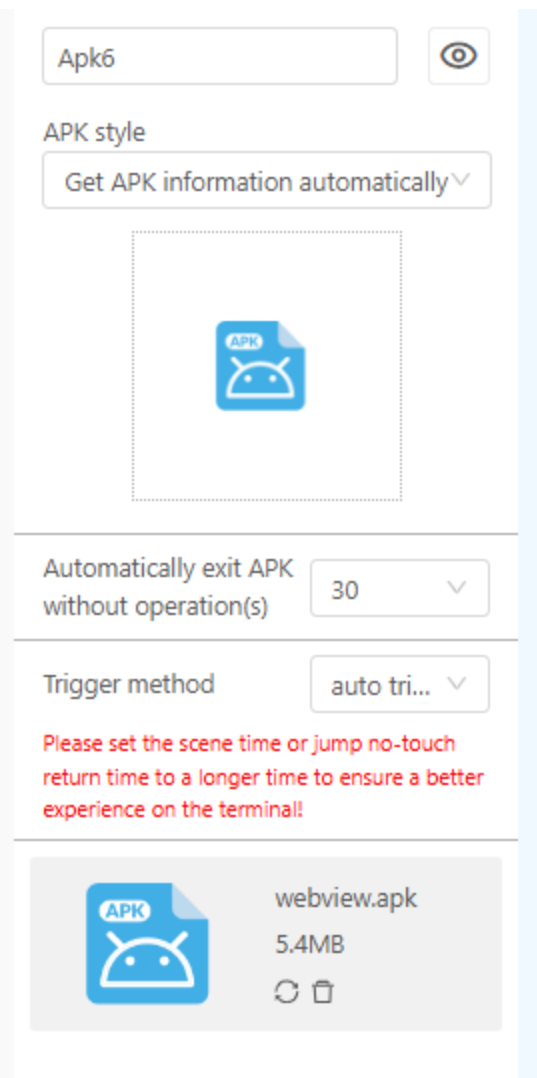 Apk6
APK style
Get APK information automatically
APK
Automatically exit APK
without operation(s)
30
Trigger method
auto tri...
Please set the scene time or jump no-touch
return time to a longer time to ensure a better
experience on the terminal!
APK
webview.apk
5.4MB